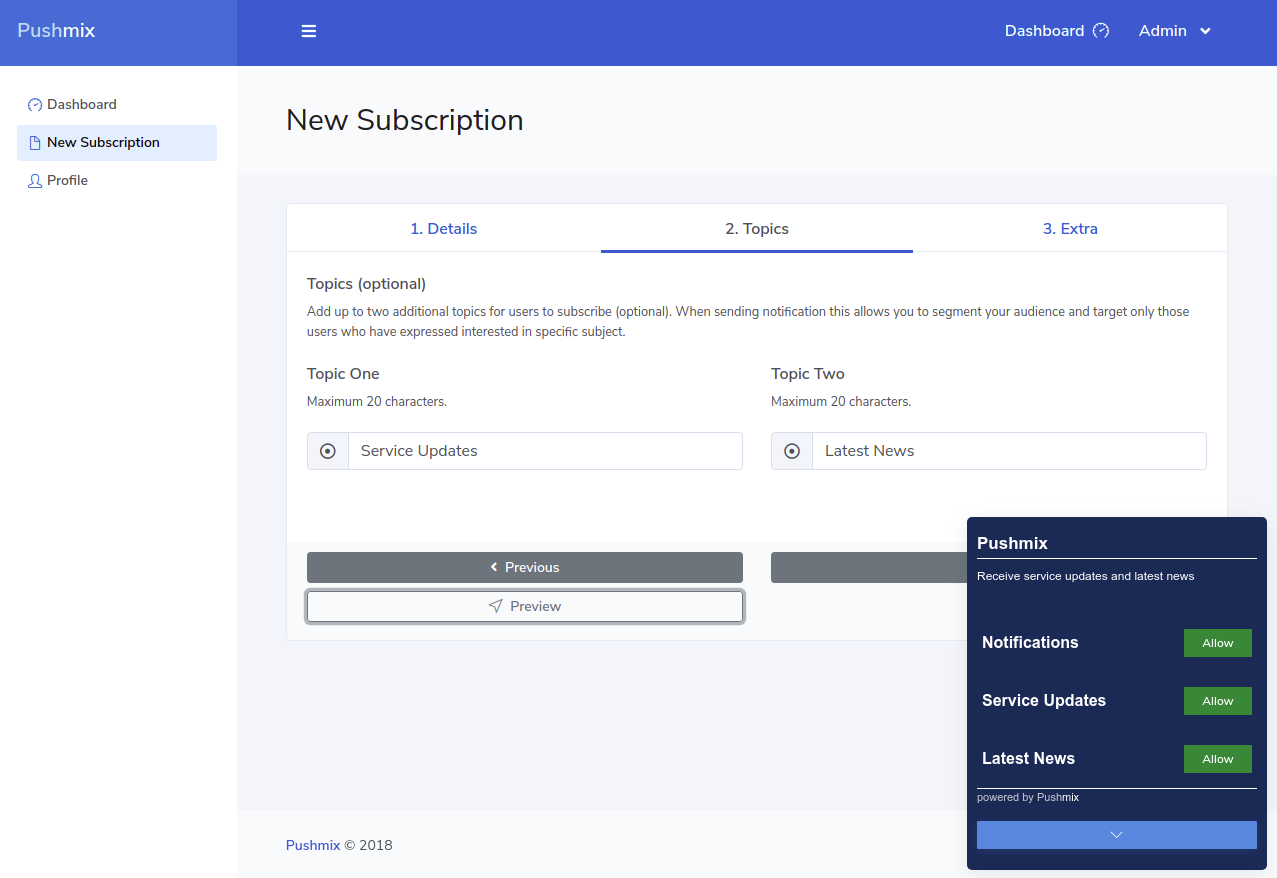 Pushmix
Dashboard
Admin
Dashboard
New Subscription
Profile
New Subscription
1. Details
2. Topics
3. Extra
Topics (optional)
Add up to two additional topics for users to subscribe (optional). When sending notification this allows you to segment your audience and target only those
users who have expressed interested in specific subject.
Topic One
Topic Two
Maximum 20 characters.
Maximum 20 characters.
Service Updates
Latest News
Previous
Preview
Pushmix
Receive service updates and latest news
Notifications
Allow
Service Updates
Allow
Latest News
Allow
powered by Pushmix
Pushmix © 2018